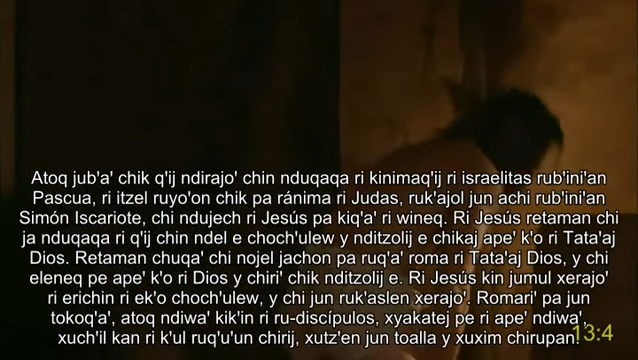 Atoq jub'a' chik q'ij ndirajo' chin nduqaqa ri kinimaq'ij ri israelitas rub'ini'an
Pascua, ri itzel ruyo'on chik pa ránima ri Judas, ruk'ajol jun achi rub'ini'an
Simón Iscariote, chi ndujech ri Jesús pa kiq'a' ri wineq. Ri Jesús retaman chi
ja nduqaqa ri q'ij chin ndel e choch'ulew y nditzolij e chikaj ape' k'o ri Tata'aj
Dios. Retaman chuqa' chi nojel jachon pa ruq'a' roma ri Tata'aj Dios, y chi
eleneq pe ape' k'o ri Dios y chiri' chik nditzolij e. Ri Jesús kin jumul xerajo'
ri erichin ri ek'o choch'ulew, y chi jun ruk'aslen xerajo'. Romari' pa jun
tokoq'a', atoq ndiwa' kik'in ri ru-discípulos, xyakatej pe ri ape' ndiwa',
xuch'il kan ri k'ul ruq'u'un chirij, xutz'en jun toalla y xuxim chirupan.
13:4